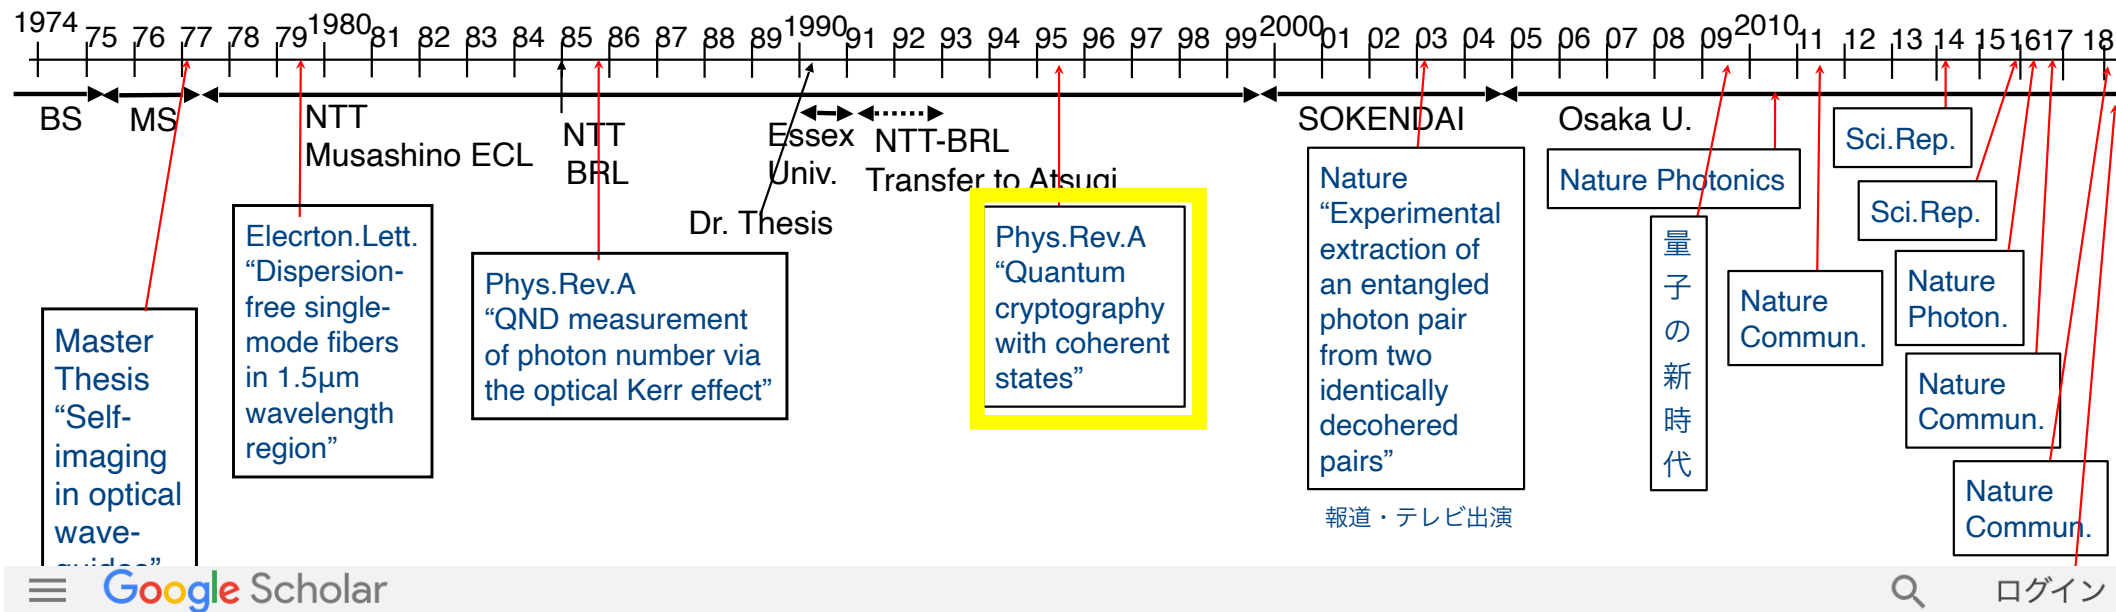 1974 75 76 77 78 79 1980 81 82 83 84 85 86 87 88 89 1990 91 92 93 94 95 96 97 98 99 2000 01 02 03 04 05 06 07 08 09 2010 11 12 13 14 15 16 17 18
BS
MS
NTT
Musashino ECL
NTT
BRL
Essex
Univ.
NTT-BRL
Transfer to Atsugi
SOKENDAI
Osaka U.
Dr. Thesis
Master
Thesis
“Self-
imaging
in optical
wave-
guides”
Elecrton.Lett.
“Dispersion-
free single-
mode fibers
in 1.5µm
wavelength
region”
Phys.Rev.A
“QND measurement
of photon number via
the optical Kerr effect”
Phys.Rev.A
“Quantum
cryptography
with coherent
states”
Nature
“Experimental
extraction of
an entangled
photon pair
from two
identically
decohered
pairs”
報道・テレビ出演
Nature Photonics
量子の新時代
Nature
Commun.
Sci.Rep.
Sci.Rep.
Nature
Photon.
Nature
Commun.
Nature
Commun.
Google Scholar
ログイン